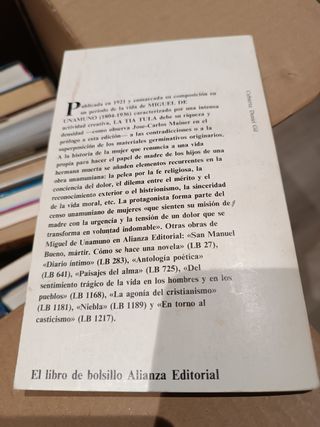 Publicada en 1921 y enmarcada su composición en
un período de la vida de MIGUEL DE
UNAMUNO (1864-1936) caracterizado por una intensa
actividad creativa, LA TIA TULA debe su riqueza y
densidad —como observa José-Carlos Mainer en el
prólogo a esta edición— a las contradicciones o a la
superposición de los materiales germinativos originarios.
A la historia de la mujer que renuncia a una vida
propia para hacer el papel de madre de los hijos de una
hermana muerta se añaden elementos recurrentes en la
obra unamuniana: la pelea por la fe religiosa, la
conciencia del dolor, el dilema entre el mérito y el
reconocimiento exterior o el histrionismo, la sinceridad
de la vida moral, etc. La protagonista forma parte del
censo unamuniano de mujeres «que sienten su misión de
madre con la urgencia y la tensión de un dolor que se
transforma en voluntad indomable». Otras obras de
Miguel de Unamuno en Alianza Editorial: «San Manuel
Bueno, mártir. Cómo se hace una novela» (LB 27),
«Diario íntimo» (LB 283), «Antología poética»
(LB 641), «Paisajes del alma» (LB 725), «Del
sentimiento trágico de la vida en los hombres y en los
pueblos» (LB 1168), «La agonía del cristianismo»
(LB 1181), «Niebla» (LB 1189) y «En torno al
casticismo» (LB 1217).
El libro de bolsillo Alianza Editorial
Cubierta: Daniel Gil